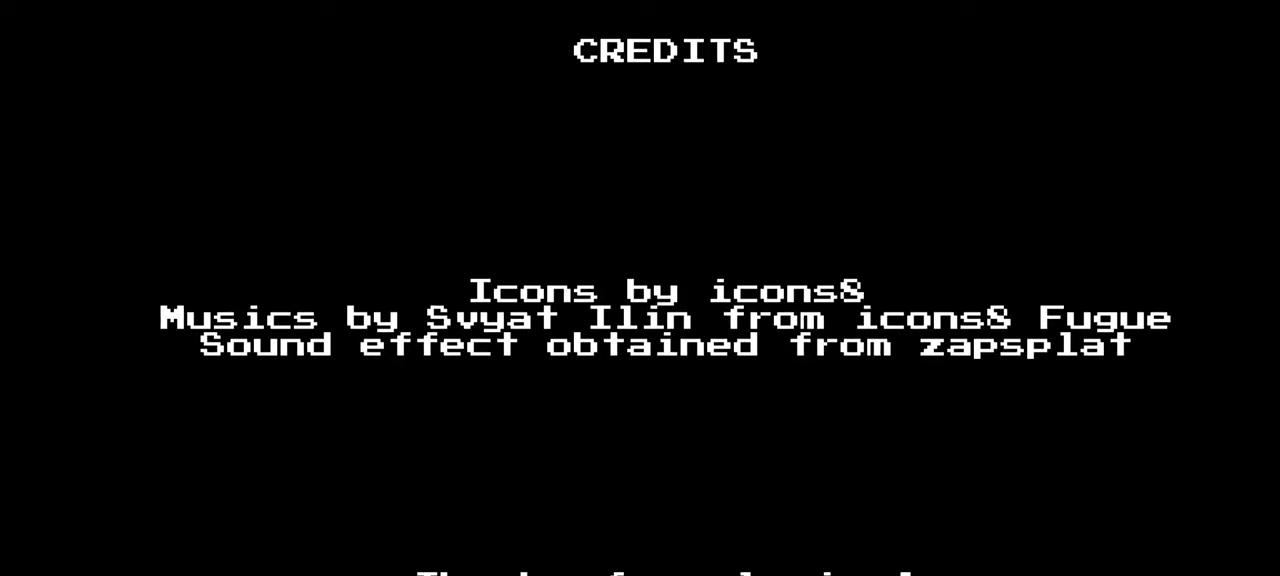 CREDITS
Icons by icons8
Musics by Svyat Ilin from icons8 Fugue
Sound effect obtained from zapsplat